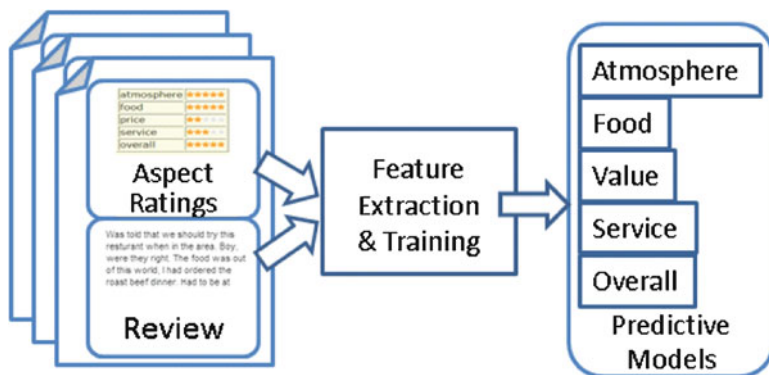 atmosphere
food
price
service
overall
Aspect
Ratings
Was told that we should try this
resturant when in the area. Boy,
were they right. The food was out
of this world, I had ordered the
roast beef dinner. Had to be at
Review
Feature
Extraction
& Training
Atmosphere
Food
Value
Service
Overall
Predictive
Models